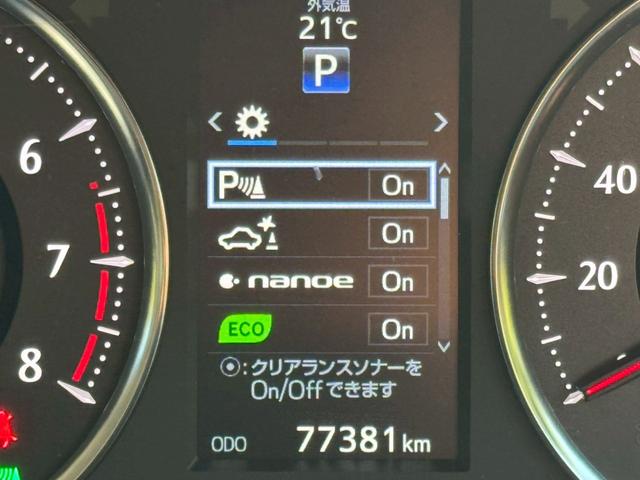 外気温
21℃
P
P On
On
nanoe On
ECO On
⦿:クリアランスソナーを
On/Offできます
ODO 77381km
6
7
8
40
20